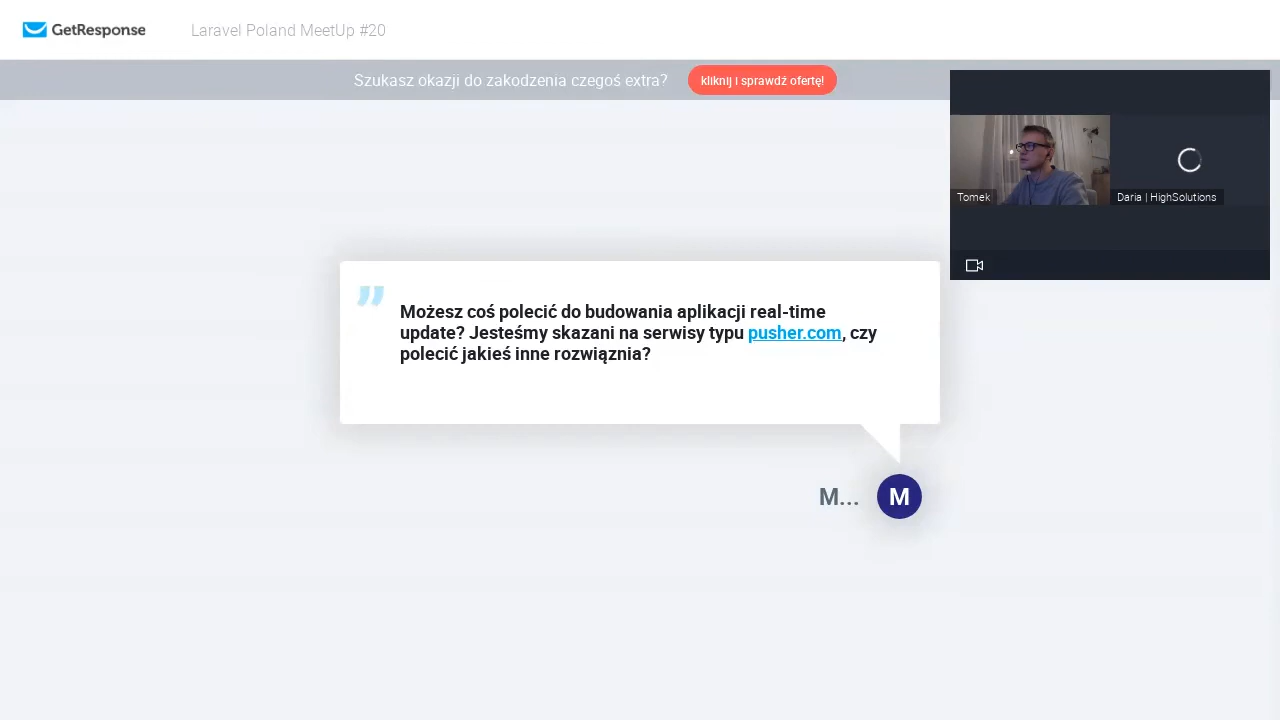 GetResponse
Laravel Poland MeetUp #20
Szukasz okazji do zakodzenia czegoś extra?
kliknij i sprawdź ofertę!
Tomek
Daria | HighSolutions
Możesz coś polecić do budowania aplikacji real-time
update? Jesteśmy skazani na serwisy typu pusher.com, czy
polecić jakieś inne rozwiąznia?
M...
M